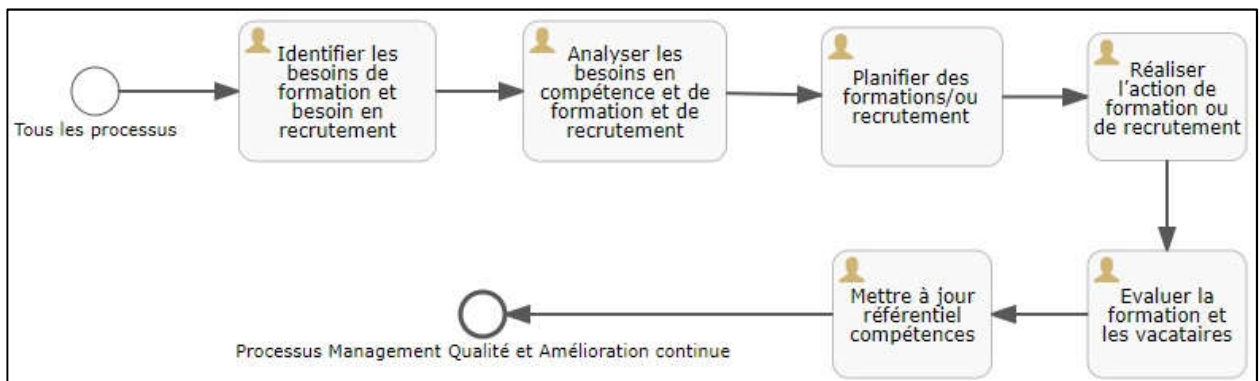 Tous les processus
Identifier les
besoins de
formation et
besoin en
recrutement
Analyser les
besoins en
compétence et de
formation et de
recrutement
Planifier des
formations/ou
recrutement
Réaliser
l'action de
formation ou
de recrutement
Evaluer la
formation et
les vacataires
Mettre à jour
référentiel
compétences
Processus Management Qualité et Amélioration continue